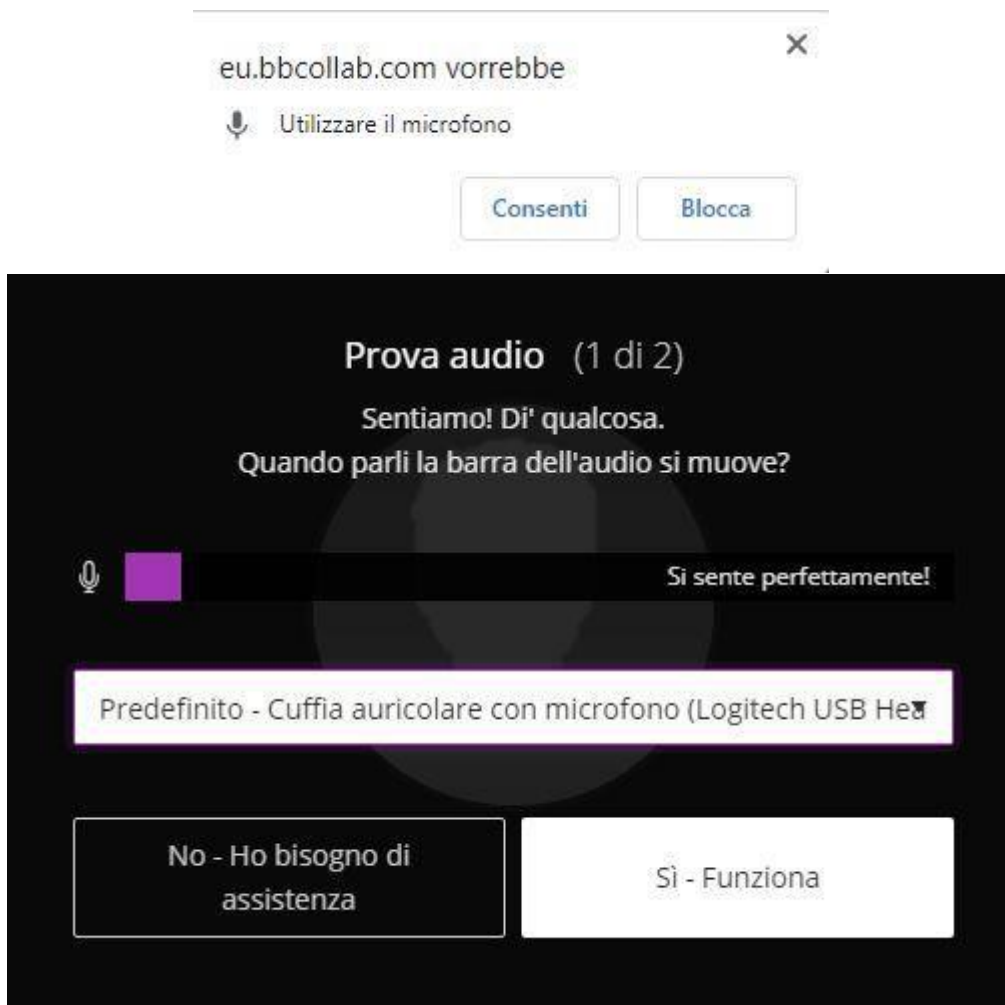 eu.bbcollab.com vorrebbe
Utilizzare il microfono
Consenti Blocca
Prova audio (1 di 2)
Sentiamo! Di' qualcosa.
Quando parli la barra dell'audio si muove?
Si sente perfettamente!
Predefinito - Cuffia auricolare con microfono (Logitech USB Hea
No - Ho bisogno di
assistenza
Sì - Funziona